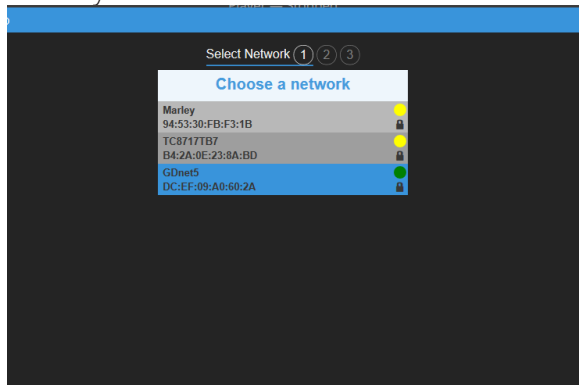 Select Network 1 2 3
Choose a network
Marley
94:53:30:FB:F3:1B
TC8717TB7
B4:2A:0E:23:8A:BD
GDnet5
DC:EF:09:A0:60:2A